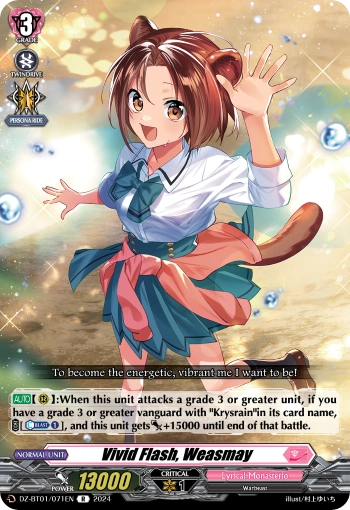 3
GRADE
TWINDRIVE
PERSONA RIDE
To become the energetic, vibrant me I want to be!
AUTO【 】:When this unit attacks a grade 3 or greater unit, if you
have a grade 3 or greater vanguard with "Krysrain"in its card name,
[ BLAST 1 ], and this unit gets +15000 until end of that battle.
NORMAL UNIT
Vivid Flash, Weasmay
POWER 13000
CRITICAL
1
Lyrical Monasterio
Warbeast
D-DZ-BT01/071EN R 2024
illust/村上ゆいち